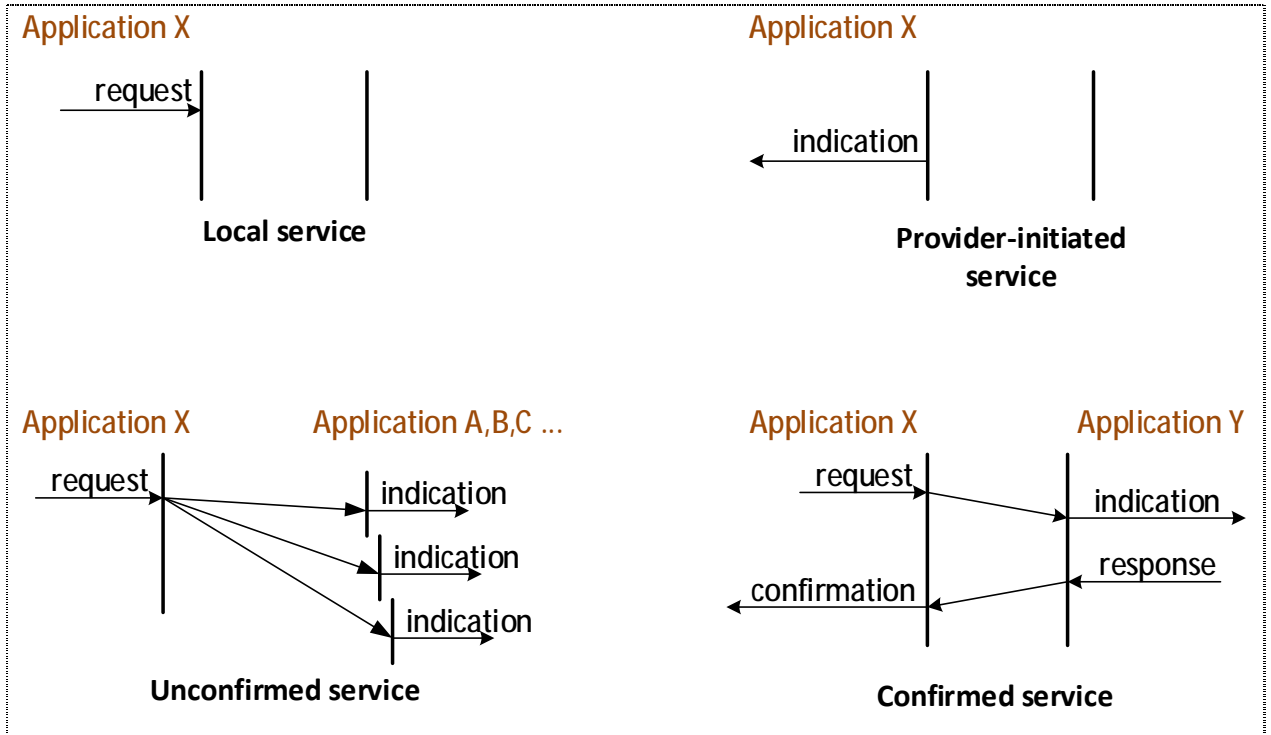 Application X
request
Local service
Application X
indication
Provider-initiated
service
Application X
Application A,B,C ...
request
indication
indication
indication
Unconfirmed service
Application X
Application Y
request
indication
response
confirmation
Confirmed service